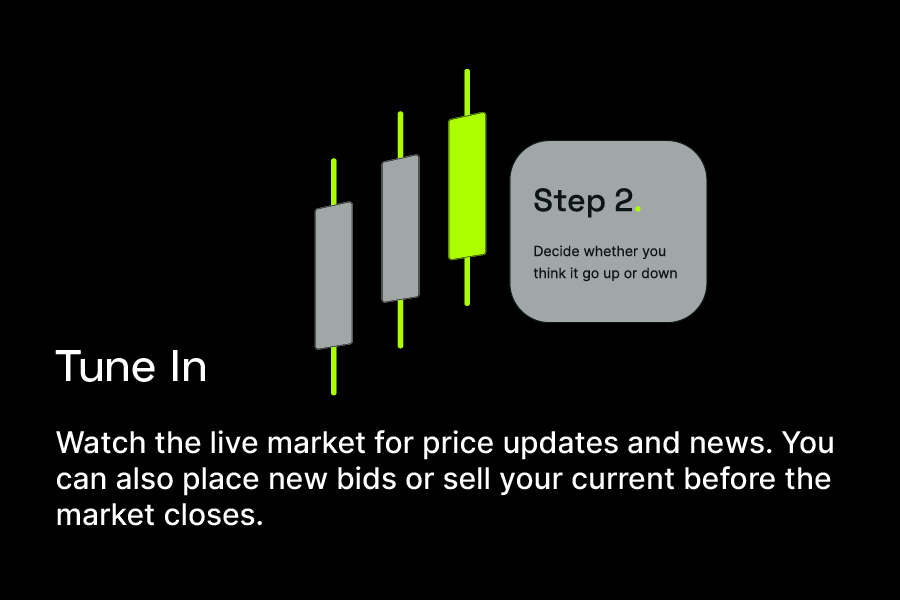 Step 2.
Decide whether you
think it go up or down
Tune In
Watch the live market for price updates and news. You
can also place new bids or sell your current before the
market closes.